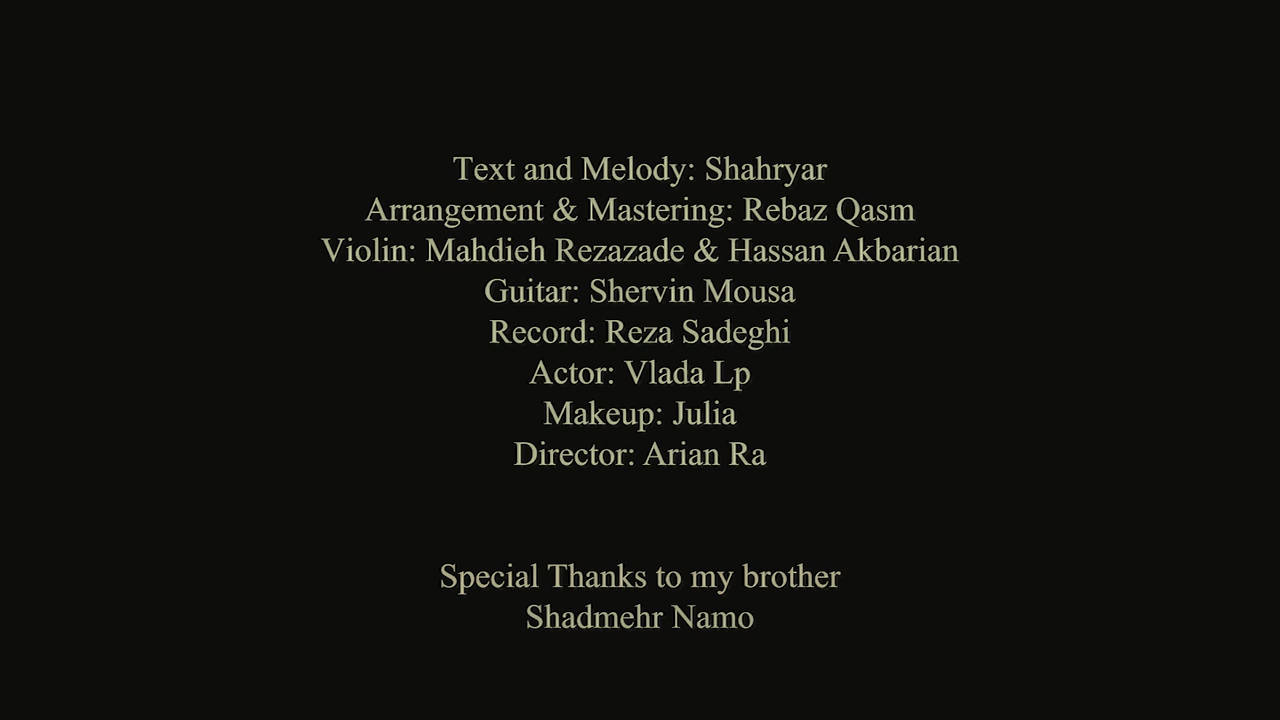 Text and Melody: Shahryar
Arrangement & Mastering: Rebaz Qasm
Violin: Mahdieh Rezazade & Hassan Akbarian
Guitar: Shervin Mousa
Record: Reza Sadeghi
Actor: Vlada Lp
Makeup: Julia
Director: Arian Ra
Special Thanks to my brother
Shadmehr Namo